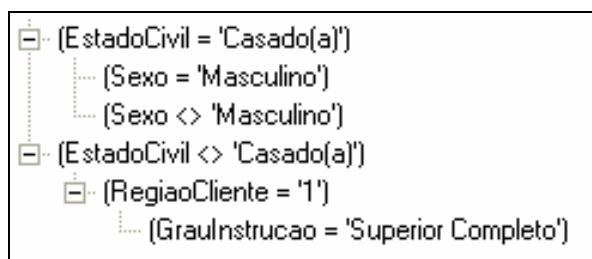 (EstadoCivil = 'Casado(a)')
(Sexo = 'Masculino')
(Sexo <> 'Masculino')
(EstadoCivil <> 'Casado(a)')
(RegiaoCliente = '1')
(GrauInstrucao = 'Superior Completo')